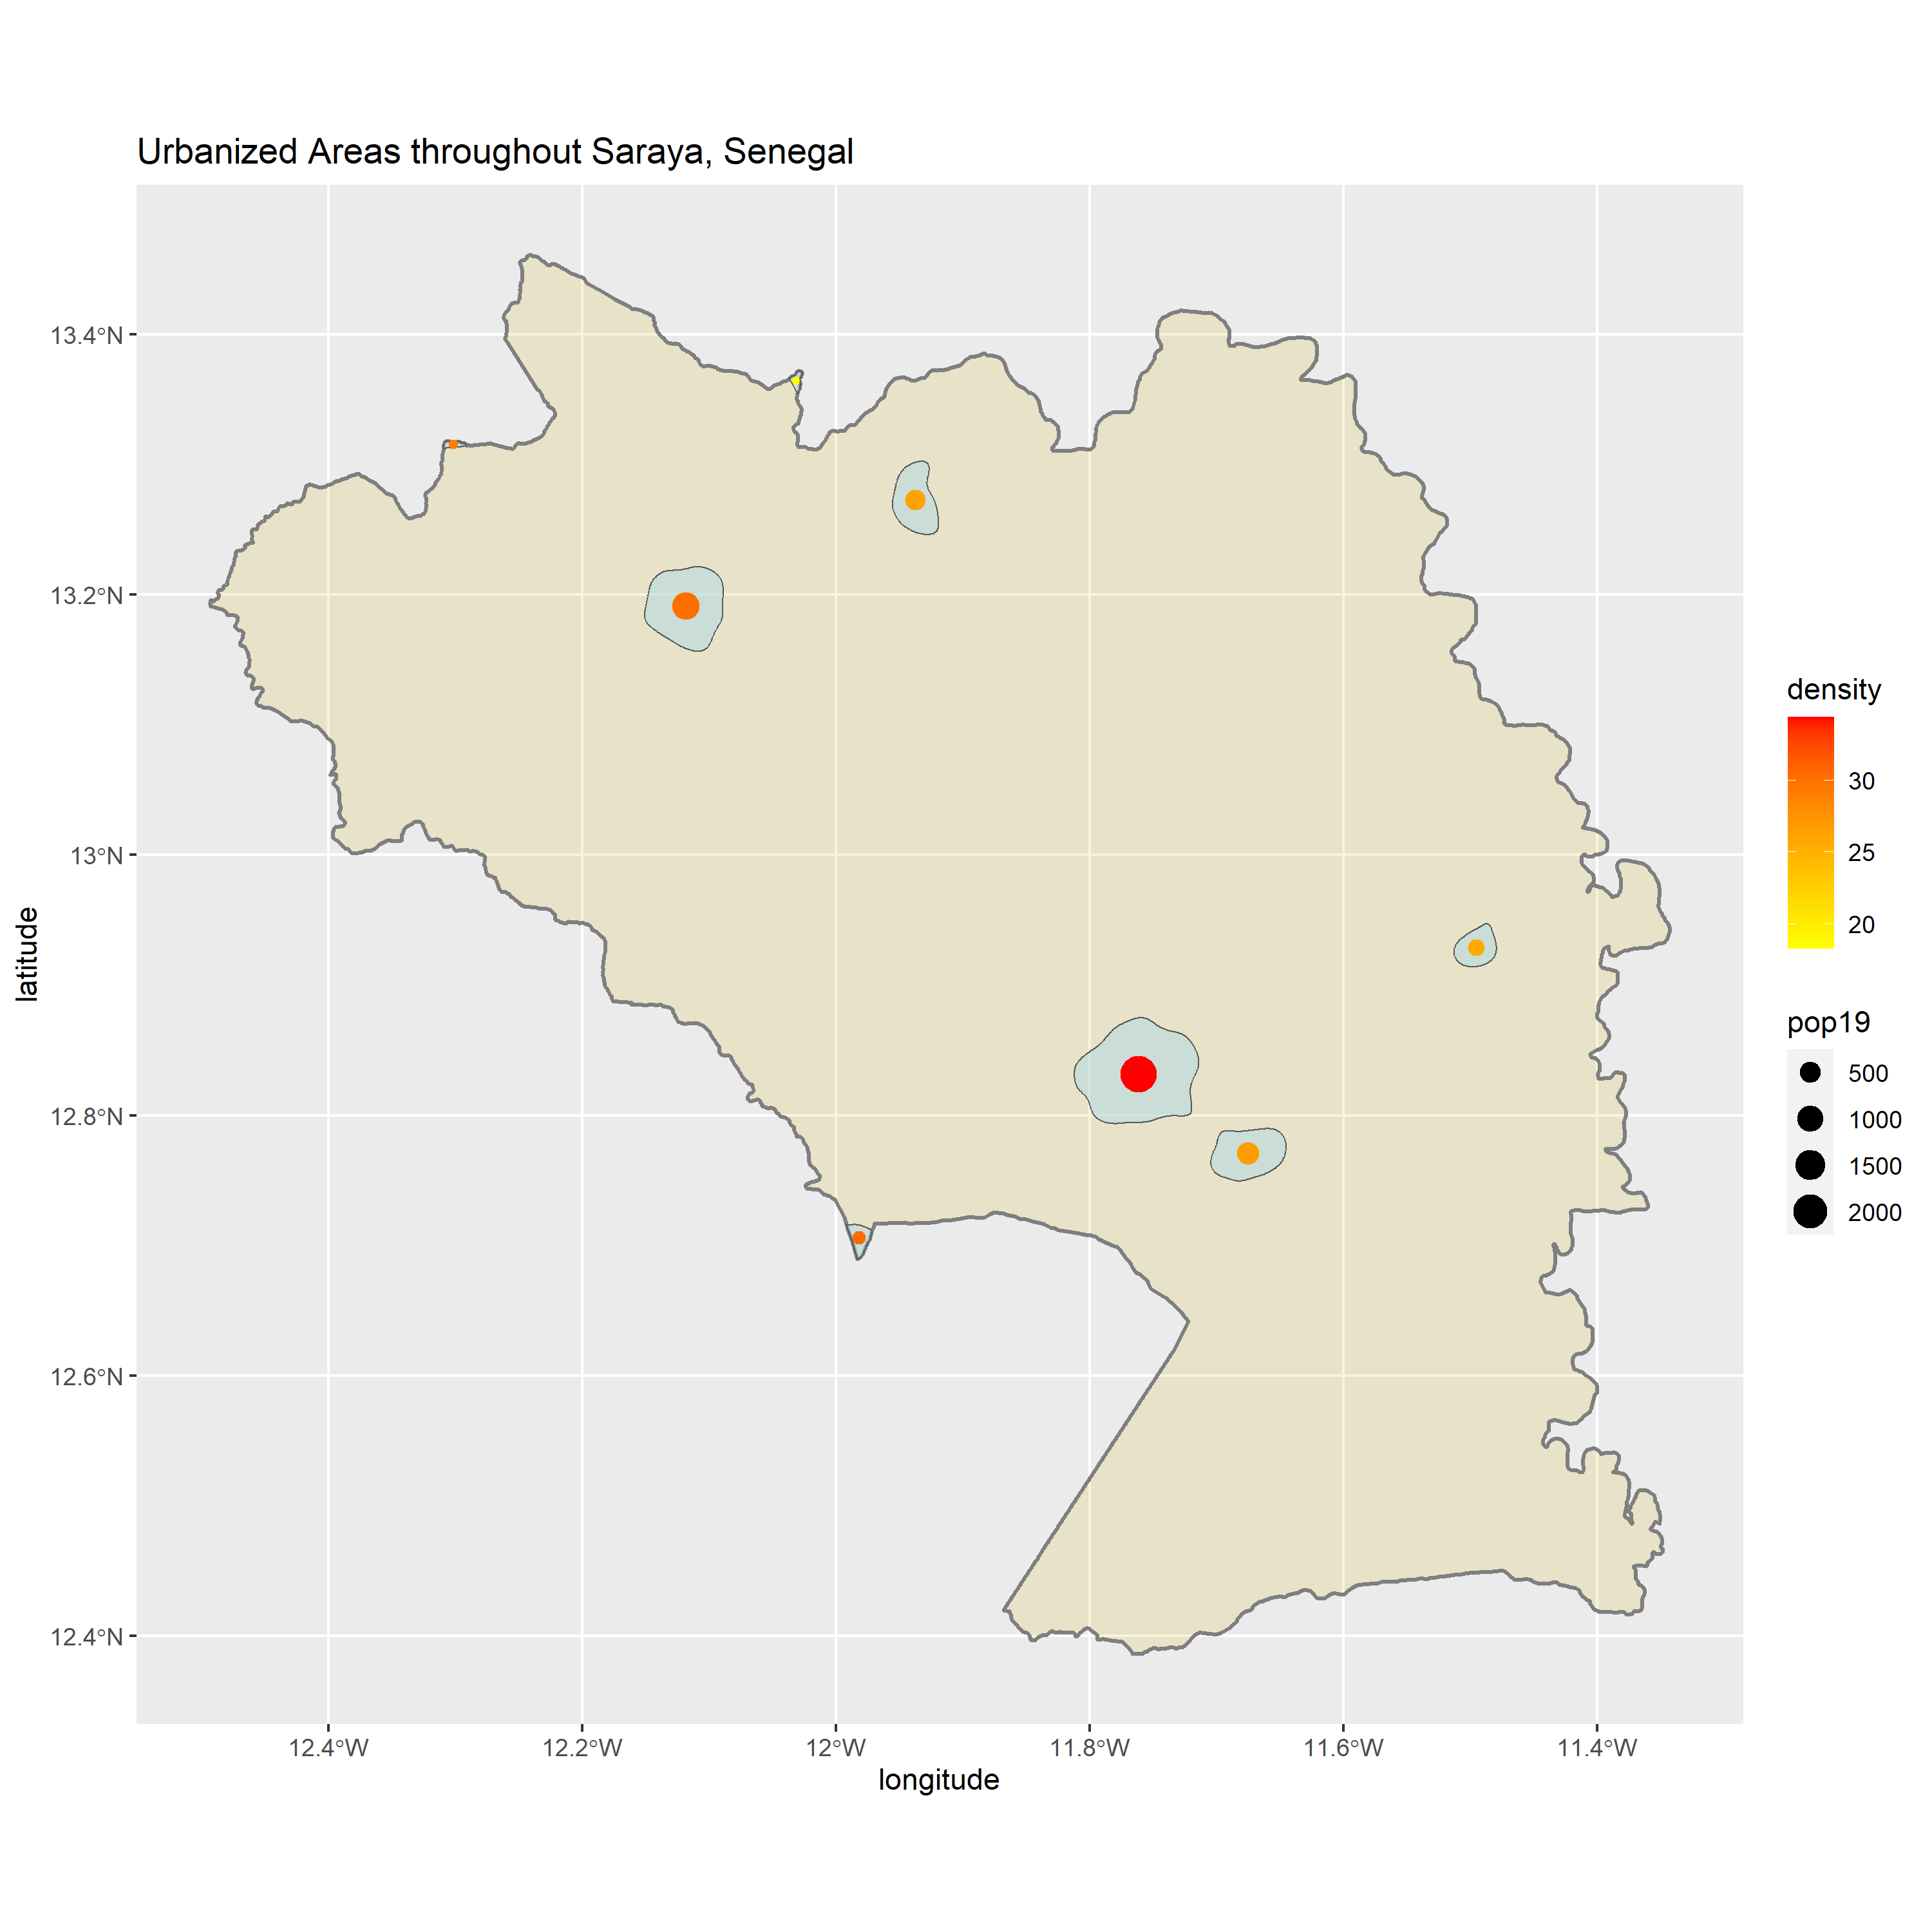 Urbanized Areas throughout Saraya, Senegal
13.4°N
13.2°N
13°N
12.8°N
12.6°N
12.4°N
latitude
12.4°W
12.2°W
12°W
11.8°W
11.6°W
11.4°W
longitude
density
30
25
20
pop19
500
1000
1500
2000